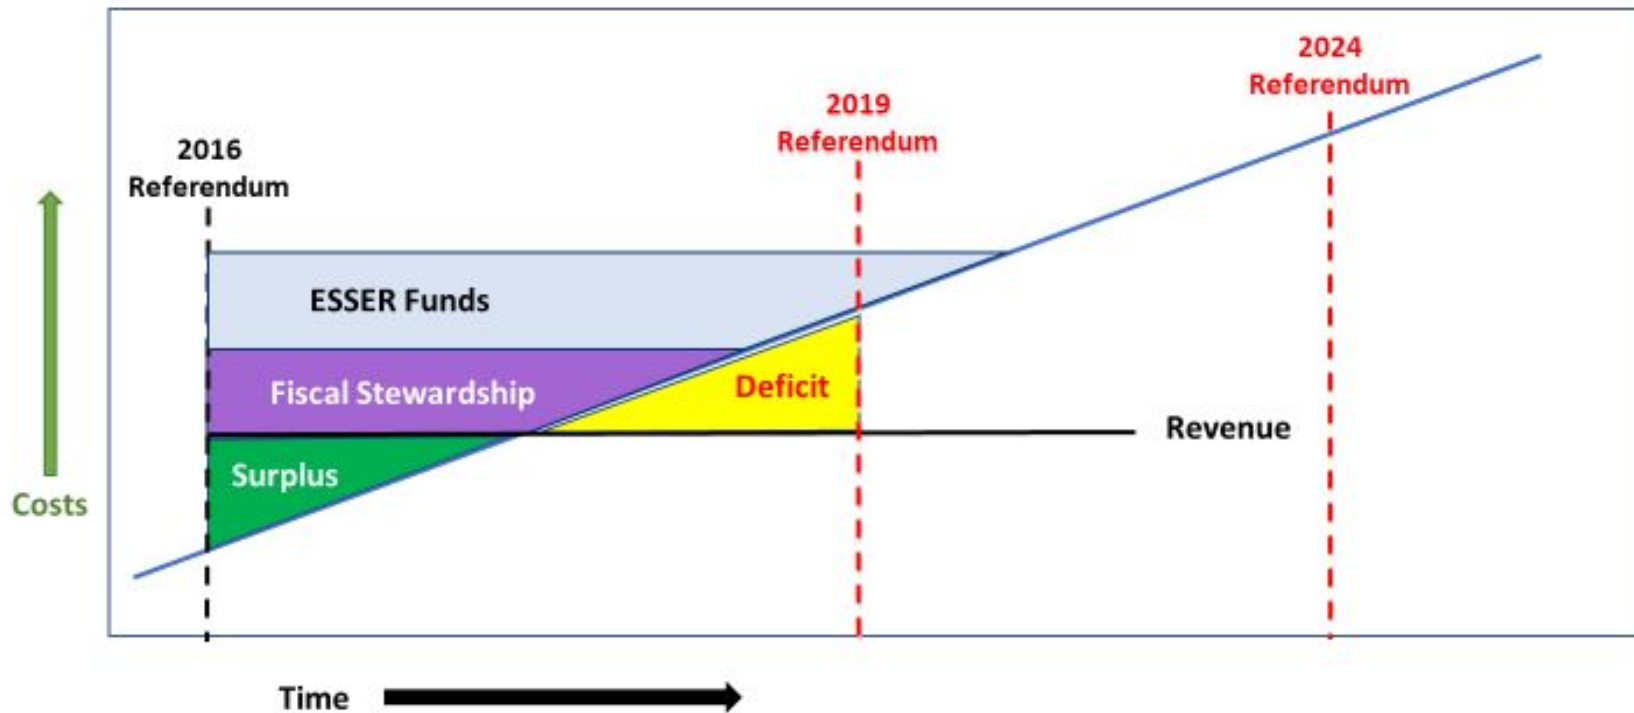 2024
Referendum
2019
Referendum
2016
Referendum
ESSER Funds
Fiscal Stewardship
Deficit
Revenue
Surplus
Costs
Time